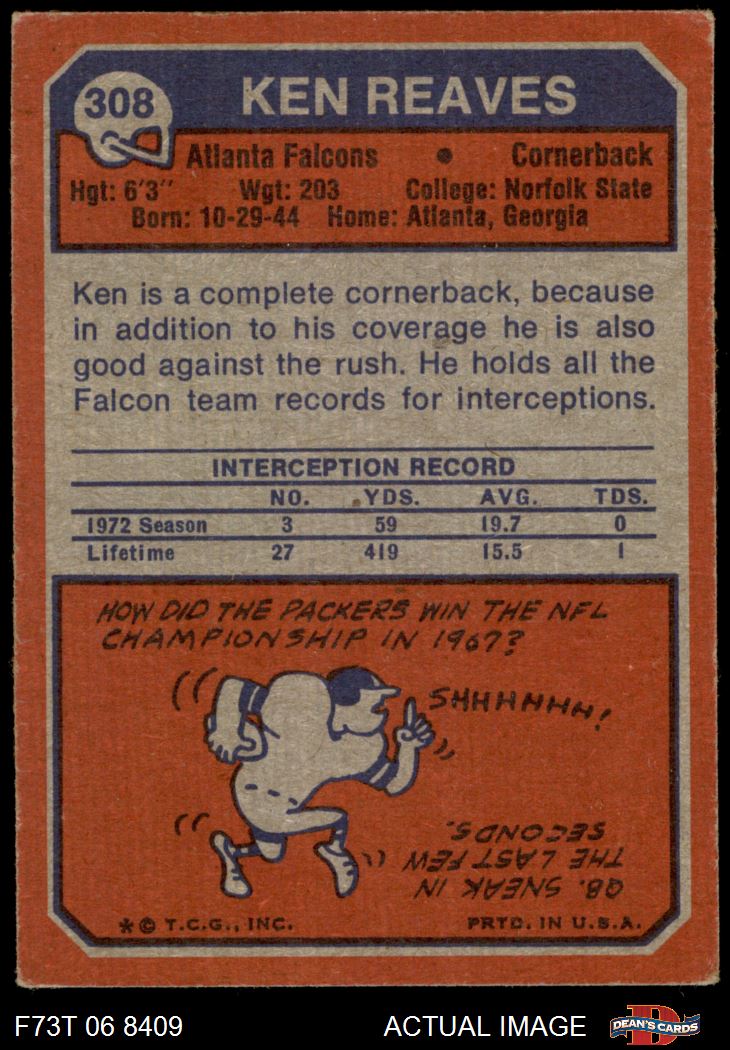 308
KEN REAVES
Atlanta Falcons • Cornerback
Hgt: 6'3" Wgt: 203 College: Norfolk State
Born: 10-29-44 Home: Atlanta, Georgia
Ken is a complete cornerback, because
in addition to his coverage he is also
good against the rush. He holds all the
Falcon team records for interceptions.
INTERCEPTION RECORD
NO. YDS. AVG. TDS.
1972 Season 3 59 19.7 0
Lifetime 27 419 15.5 1
HOW DID THE PACKERS WIN THE NFL
CHAMPIONSHIP IN 1967?
SHHHHHHH!
QB. SNEAK IN
THE LAST FEW
SECONDS.
* © T.C.G., INC. PRTD. IN U.S.A.
F73T 06 8409 ACTUAL IMAGE
D
DEAN'S CARDS